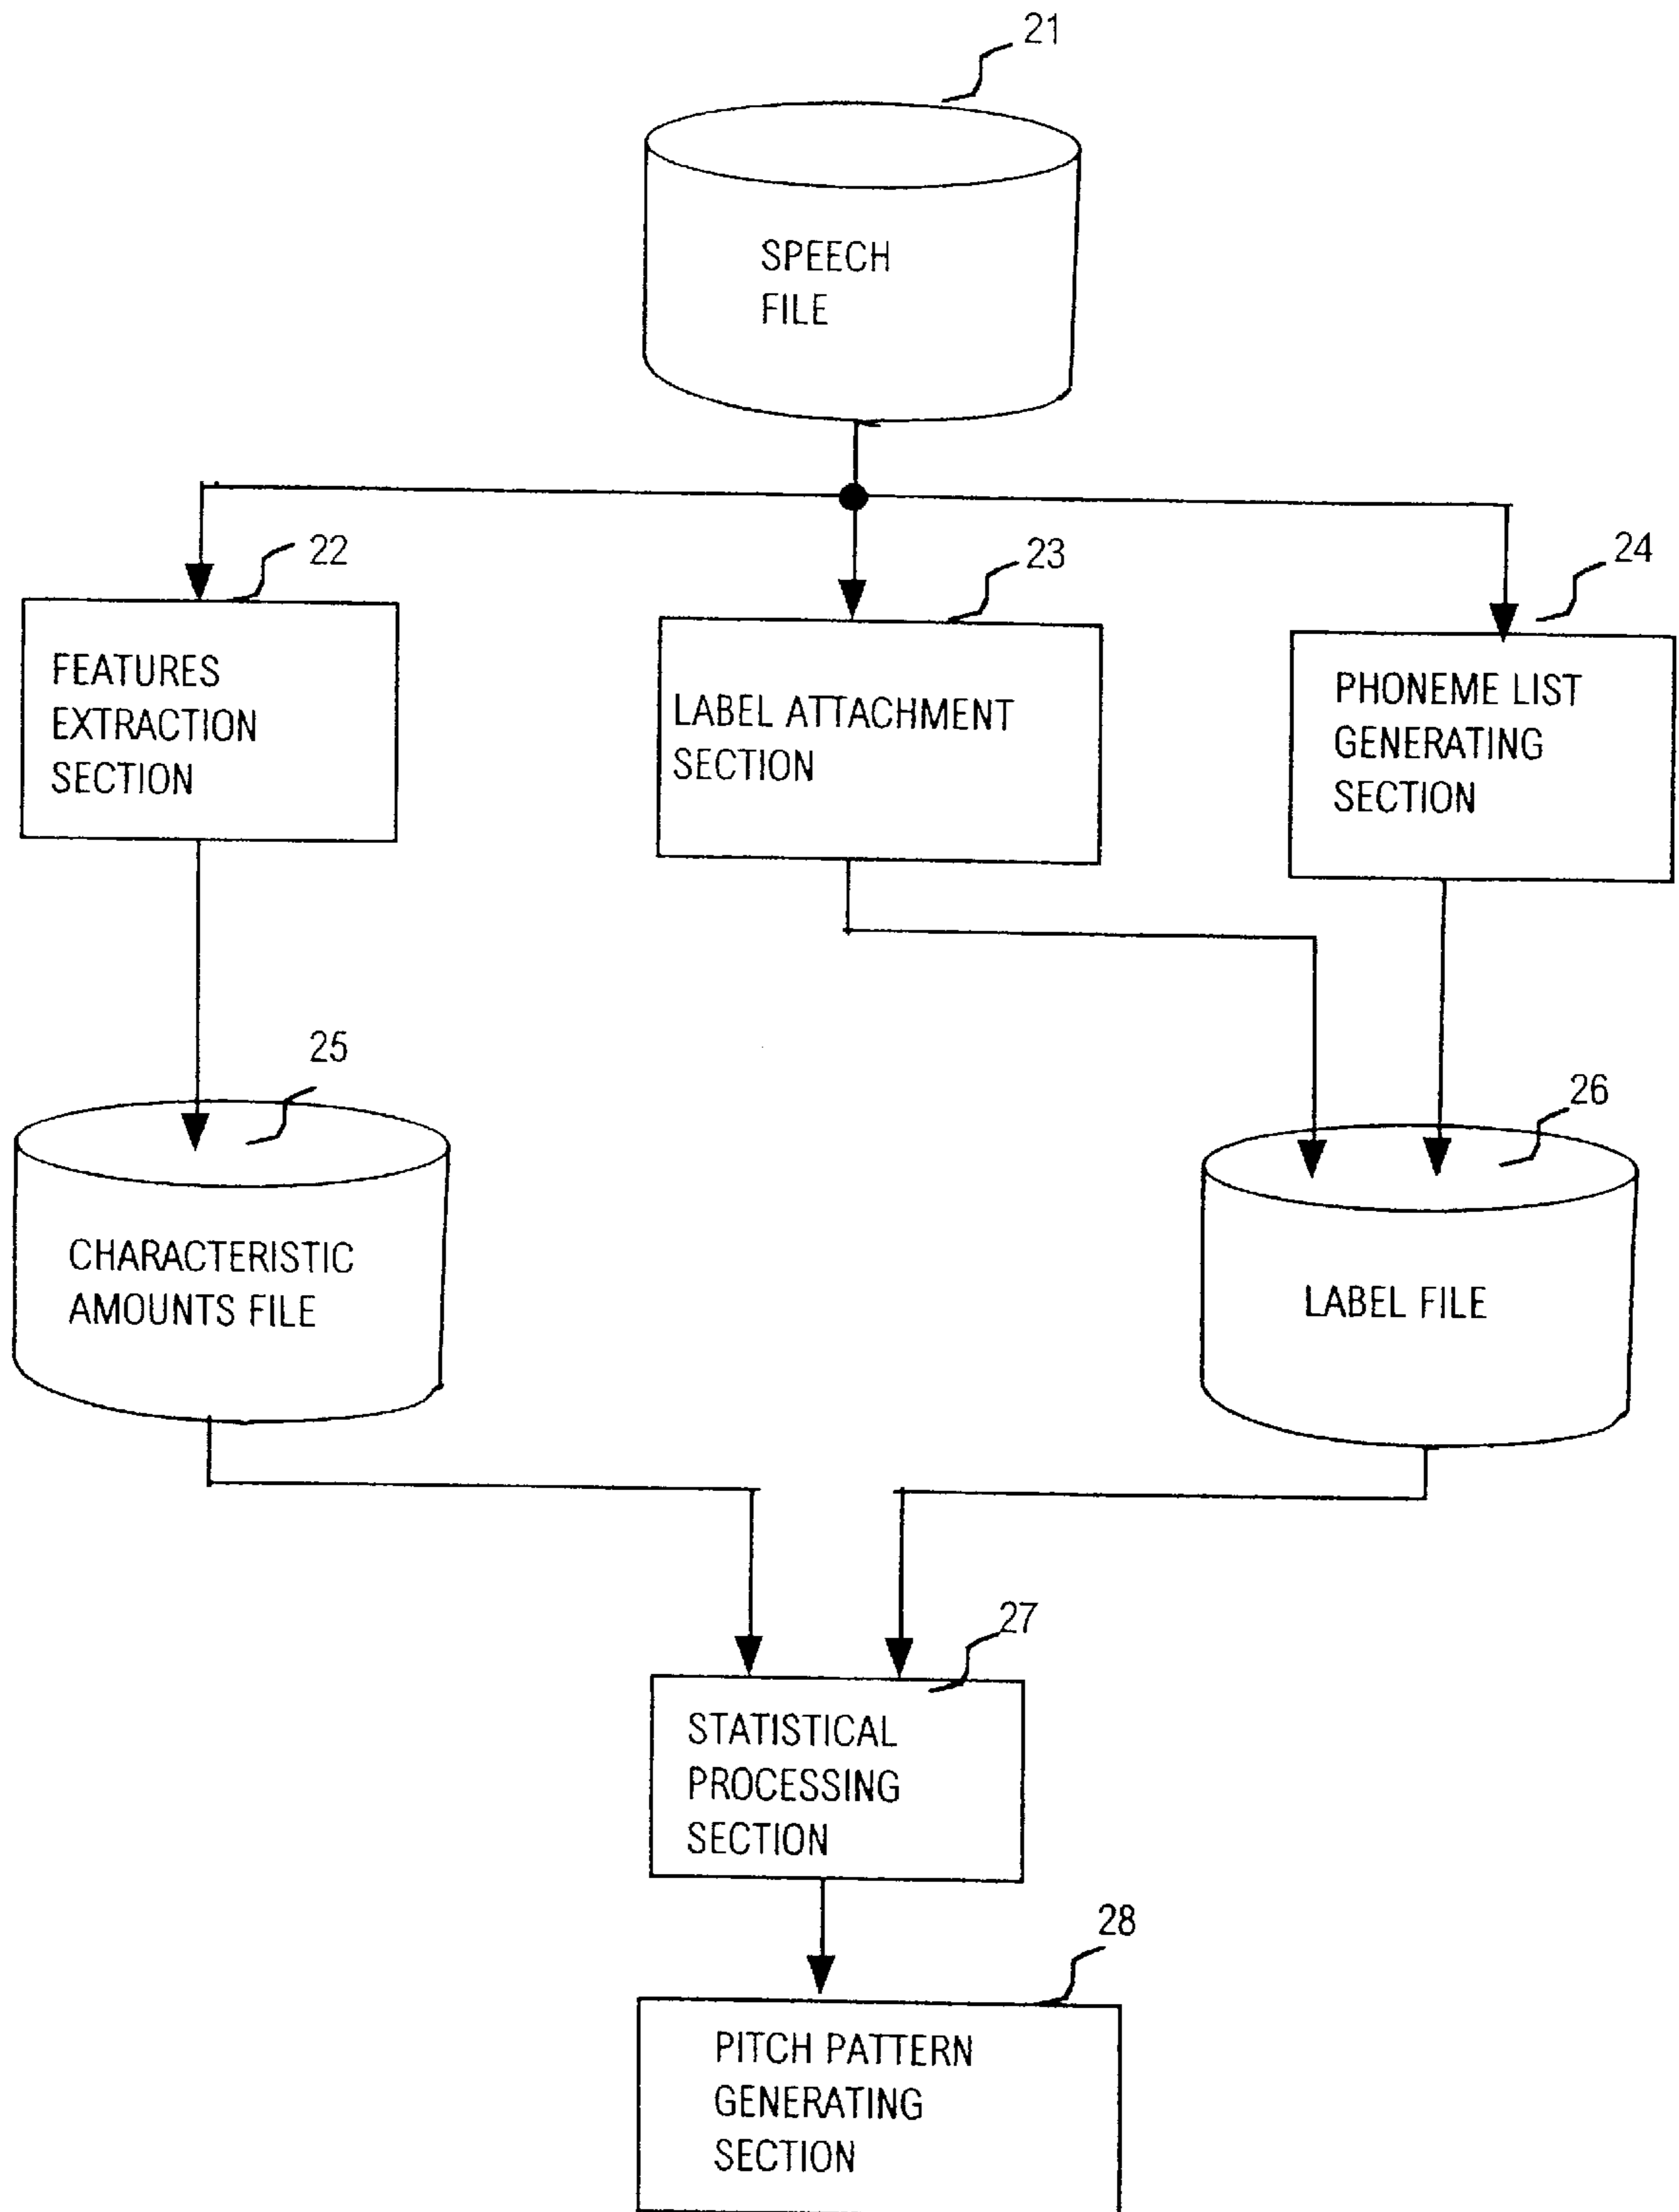 21
SPEECH
FILE
22
23
24
FEATURES
EXTRACTION
SECTION
LABEL ATTACHMENT
SECTION
PHONEME LIST
GENERATING
SECTION
25
26
CHARACTERISTIC
AMOUNTS FILE
LABEL FILE
27
STATISTICAL
PROCESSING
SECTION
28
PITCH PATTERN
GENERATING
SECTION